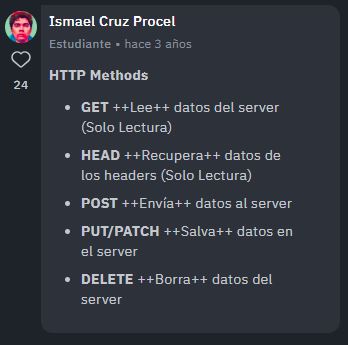 Ismael Cruz Procel
Estudiante • hace 3 años
24
HTTP Methods
• GET ++Lee++ datos del server
(Solo Lectura)
• HEAD ++Recupera++ datos de
los headers (Solo Lectura)
• POST ++Envía++ datos al server
• PUT/PATCH ++Salva++ datos en
el server
• DELETE ++Borra++ datos del
server